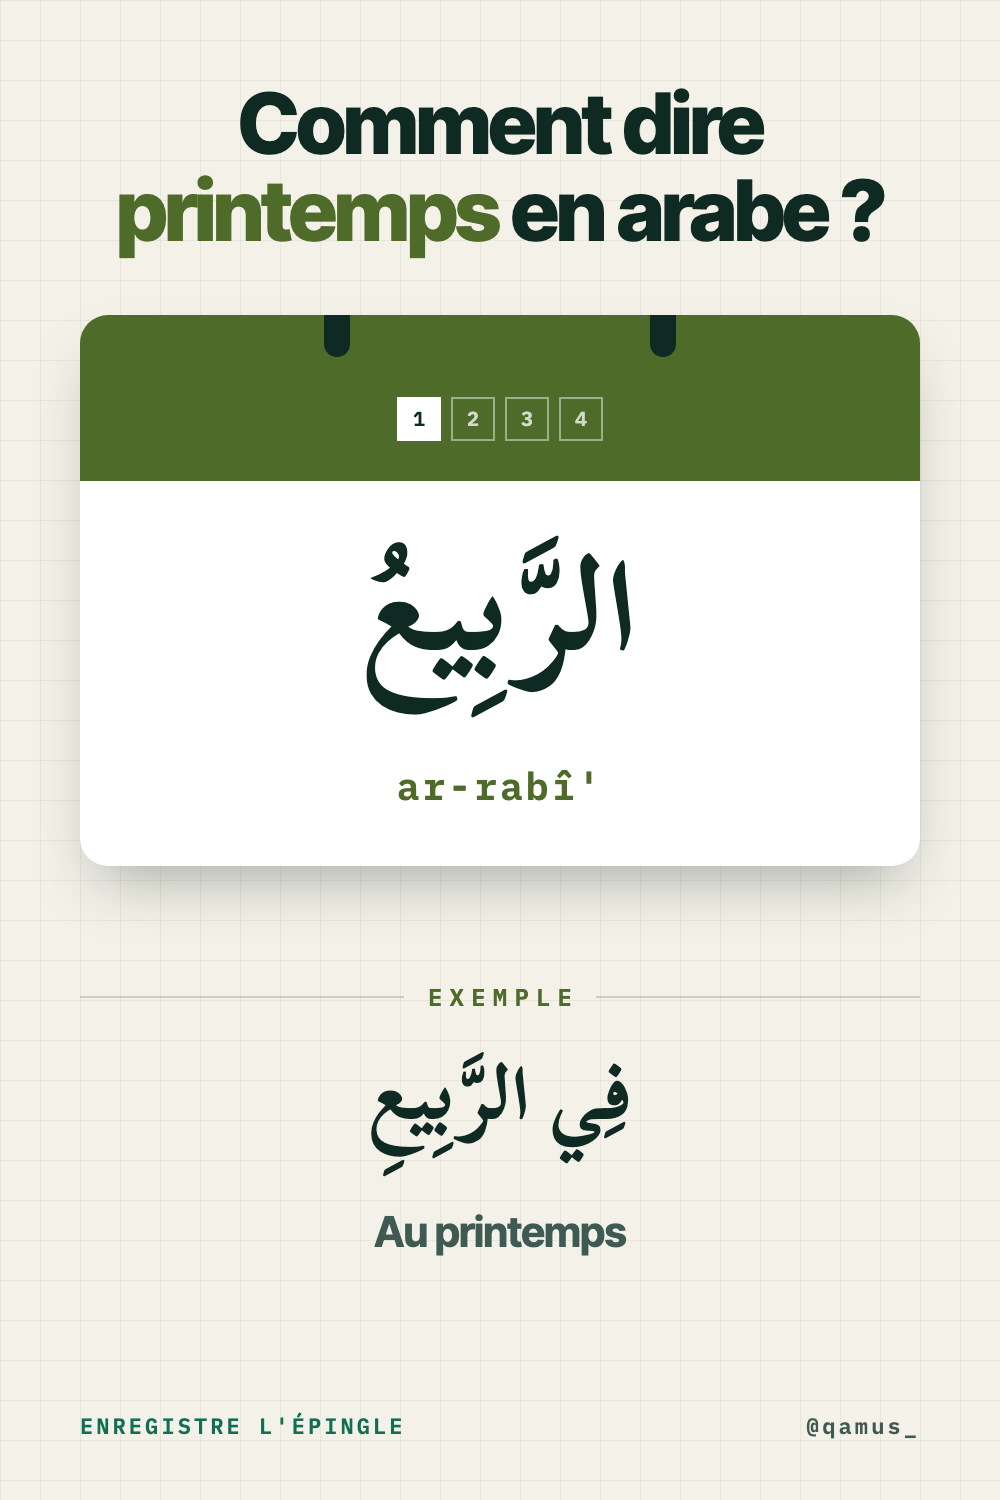 Comment dire
printemps en arabe ?
1 2 3 4
الرَّبِيعُ
ar-rabî'
EXEMPLE
فِي الرَّبِيعِ
Au printemps
ENREGISTRE L'ÉPINGLE
@qamus_